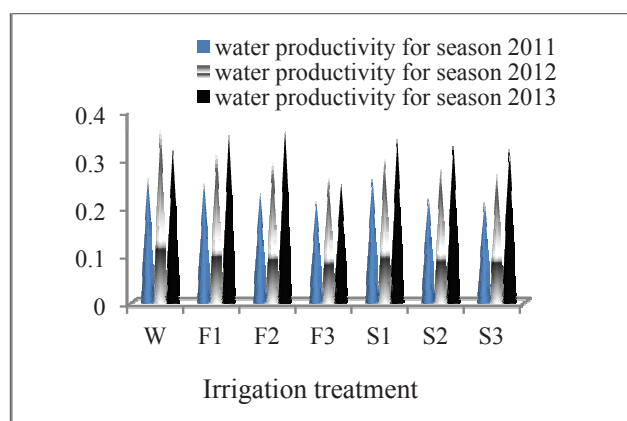 water productivity for season 2011
water productivity for season 2012
water productivity for season 2013
0.4
0.3
0.2
0.1
0
W F1 F2 F3 S1 S2 S3
Irrigation treatment